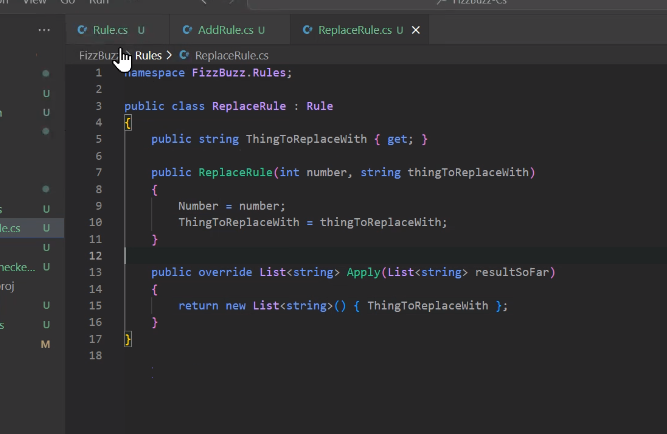 View Go Run
FizzBuzz-CS
Rule.cs U AddRule.cs U ReplaceRule.cs U
Rules > ReplaceRule.cs
1 namespace FizzBuzz.Rules;
2
3 public class ReplaceRule : Rule
4 {
5 public string ThingToReplaceWith { get; }
6
7 public ReplaceRule(int number, string thingToReplaceWith)
8 {
9 Number = number;
10 ThingToReplaceWith = thingToReplaceWith;
11 }
12
13 public override List<string> Apply(List<string> resultSoFar)
14 {
15 return new List<string>() { ThingToReplaceWith };
16 }
17 }
18
U
U
s U
le.cs U
U
hecke... U
roj
U
s U
M